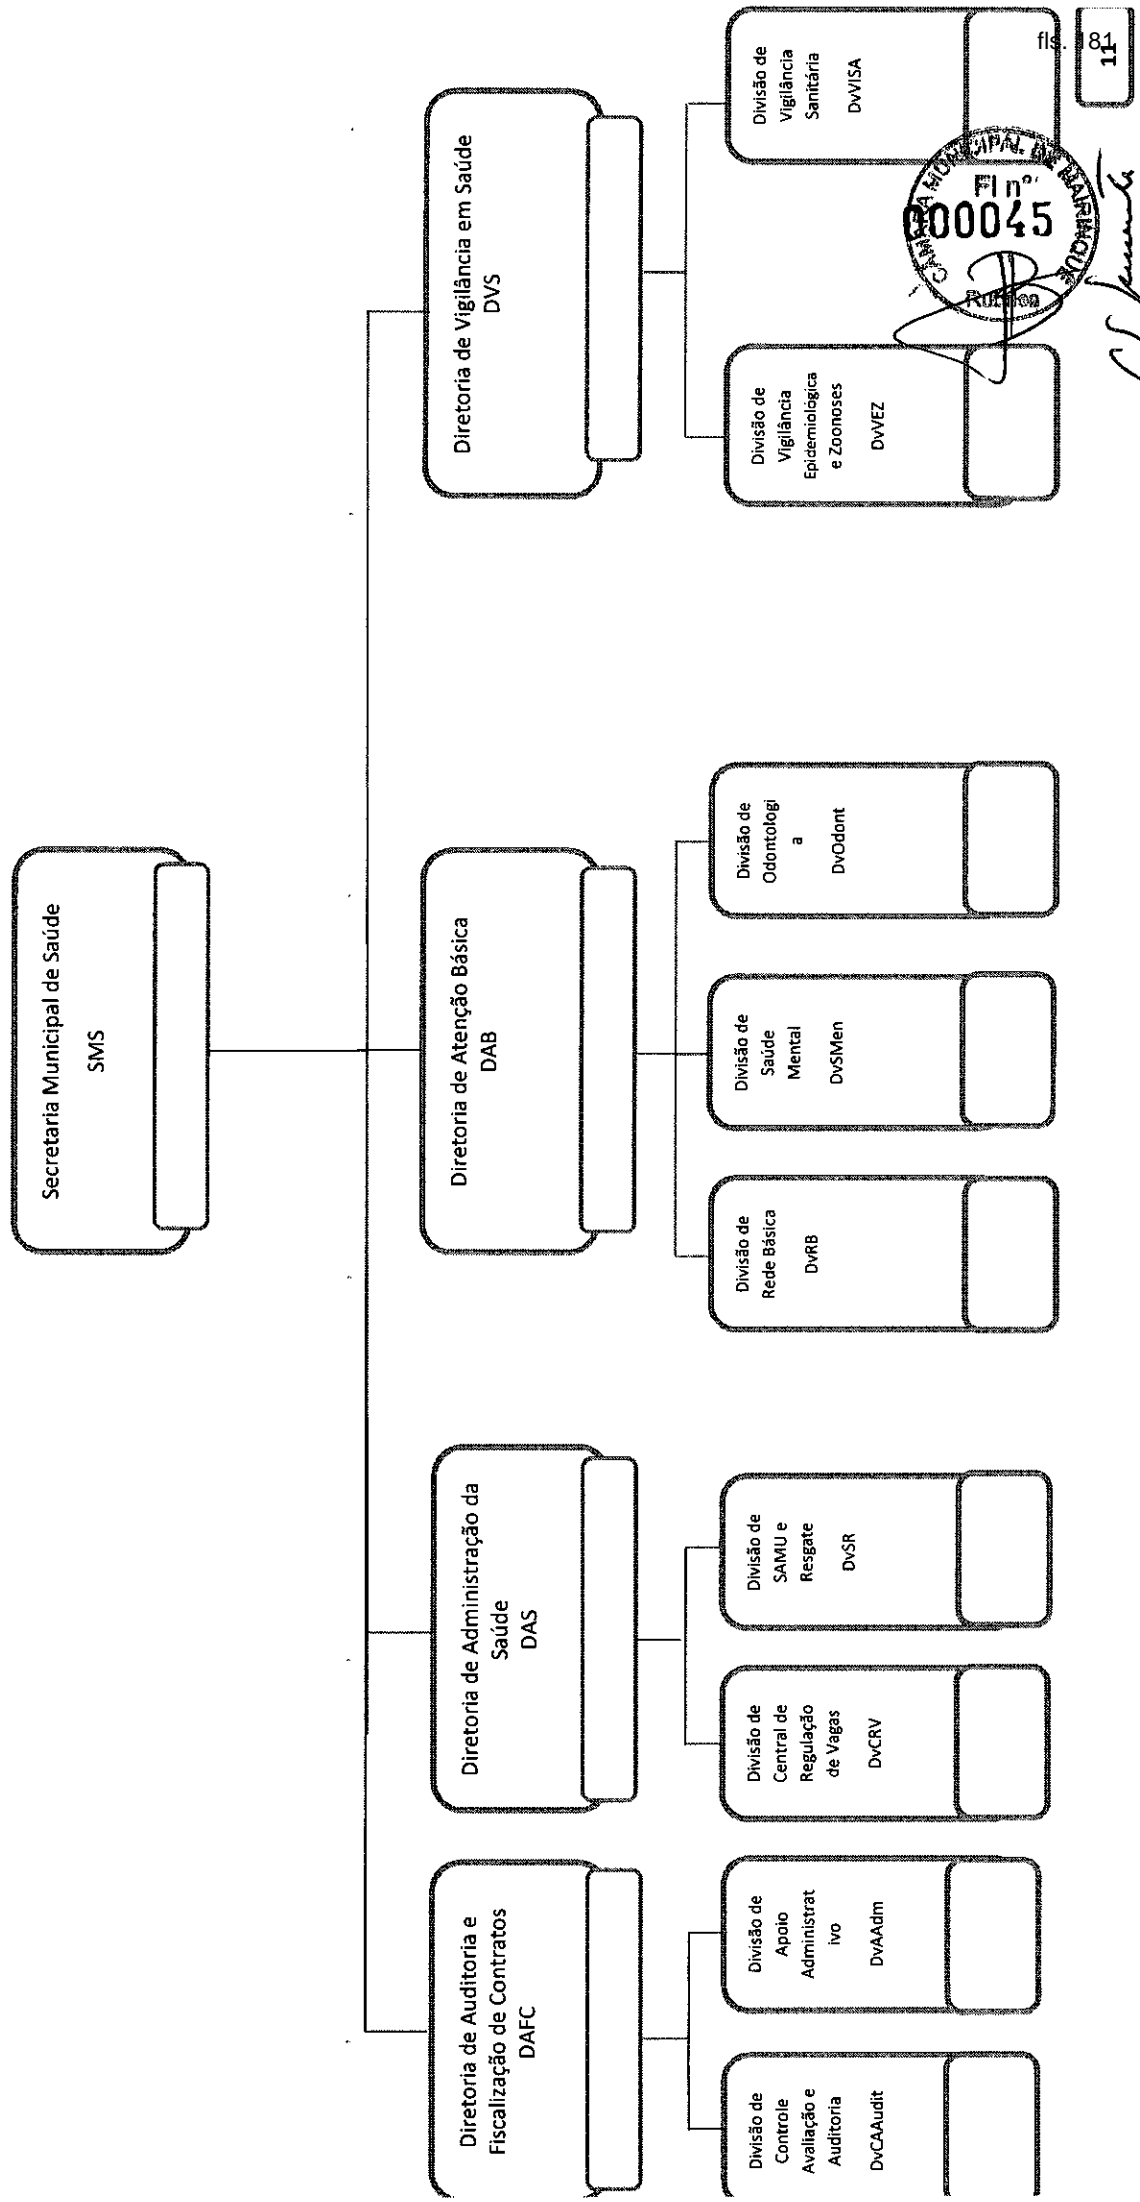 Secretaria Municipal de Saúde
SMS
Diretoria de Auditoria e
Fiscalização de Contratos
DAFC
Diretoria de Administração da
Saúde
DAS
Diretoria de Atenção Básica
DAB
Diretoria de Vigilância em Saúde
DVS
Divisão de
Controle
Avaliação e
Auditoria
DvCAAudit
Divisão de
Apoio
Administrat
ivo
DvAAdm
Divisão de
Central de
Regulação
de Vagas
DvCRV
Divisão de
SAMU e
Resgate
DvSR
Divisão de
Rede Básica
DvRB
Divisão de
Saúde
Mental
DvSMen
Divisão de
Odontologi
a
DvOdont
Divisão de
Vigilância
Epidemiológica
e Zoonoses
DvVEZ
Divisão de
Vigilância
Sanitária
DvVISA
CÂMARA MUNICIPAL DE MAIRINQUE
Fl nº
000045
Rubrica
fls. 181
11